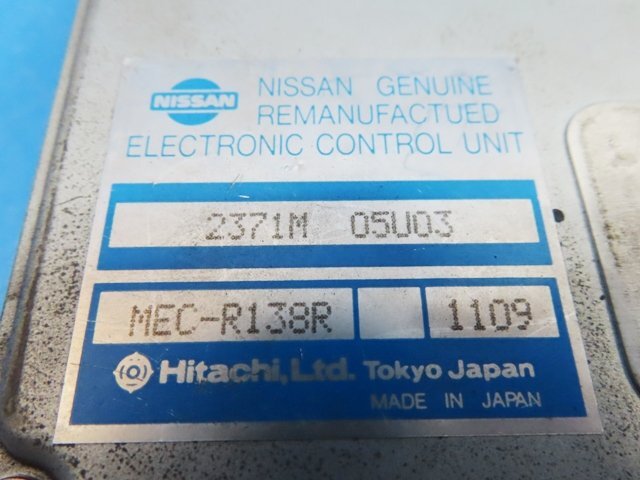 NISSAN
NISSAN GENUINE
REMANUFACTUED
ELECTRONIC CONTROL UNIT
2371M 05U03
MEC-R138R 1109
Hitachi, Ltd. Tokyo Japan
MADE IN JAPAN